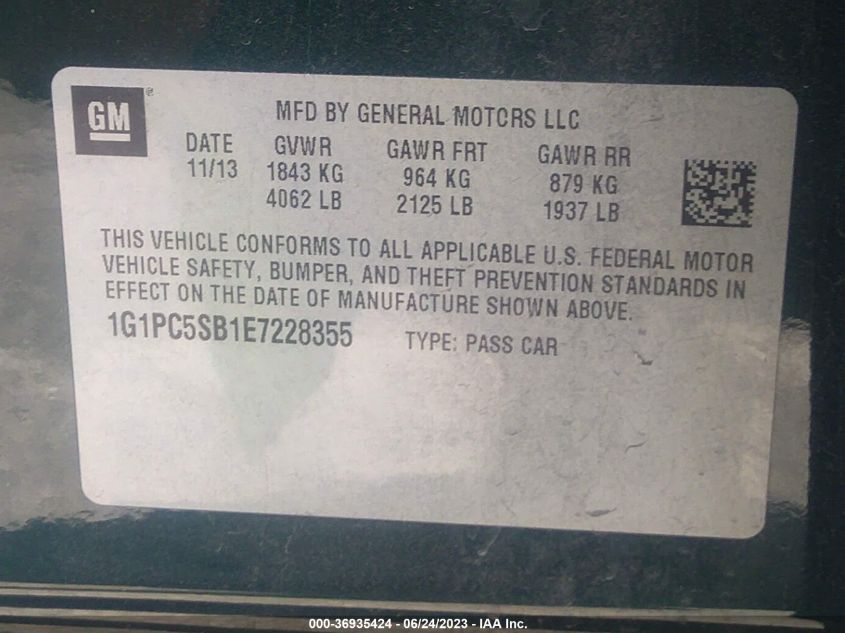 GM ®
MFD BY GENERAL MOTORS LLC
DATE GVWR GAWR FRT GAWR RR
11/13 1843 KG 964 KG 879 KG
4062 LB 2125 LB 1937 LB
THIS VEHICLE CONFORMS TO ALL APPLICABLE U.S. FEDERAL MOTOR
VEHICLE SAFETY, BUMPER, AND THEFT PREVENTION STANDARDS IN
EFFECT ON THE DATE OF MANUFACTURE SHOWN ABOVE.
1G1PC5SB1E7228355 TYPE: PASS CAR
000-36935424 - 06/24/2023 - IAA Inc.